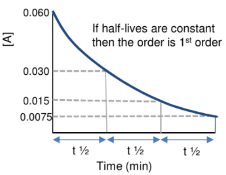 0.060
If half-lives are constant
then the order is 1st order
[A]
0.030
0.015
0.0075
t ½ t ½ t ½
Time (min)